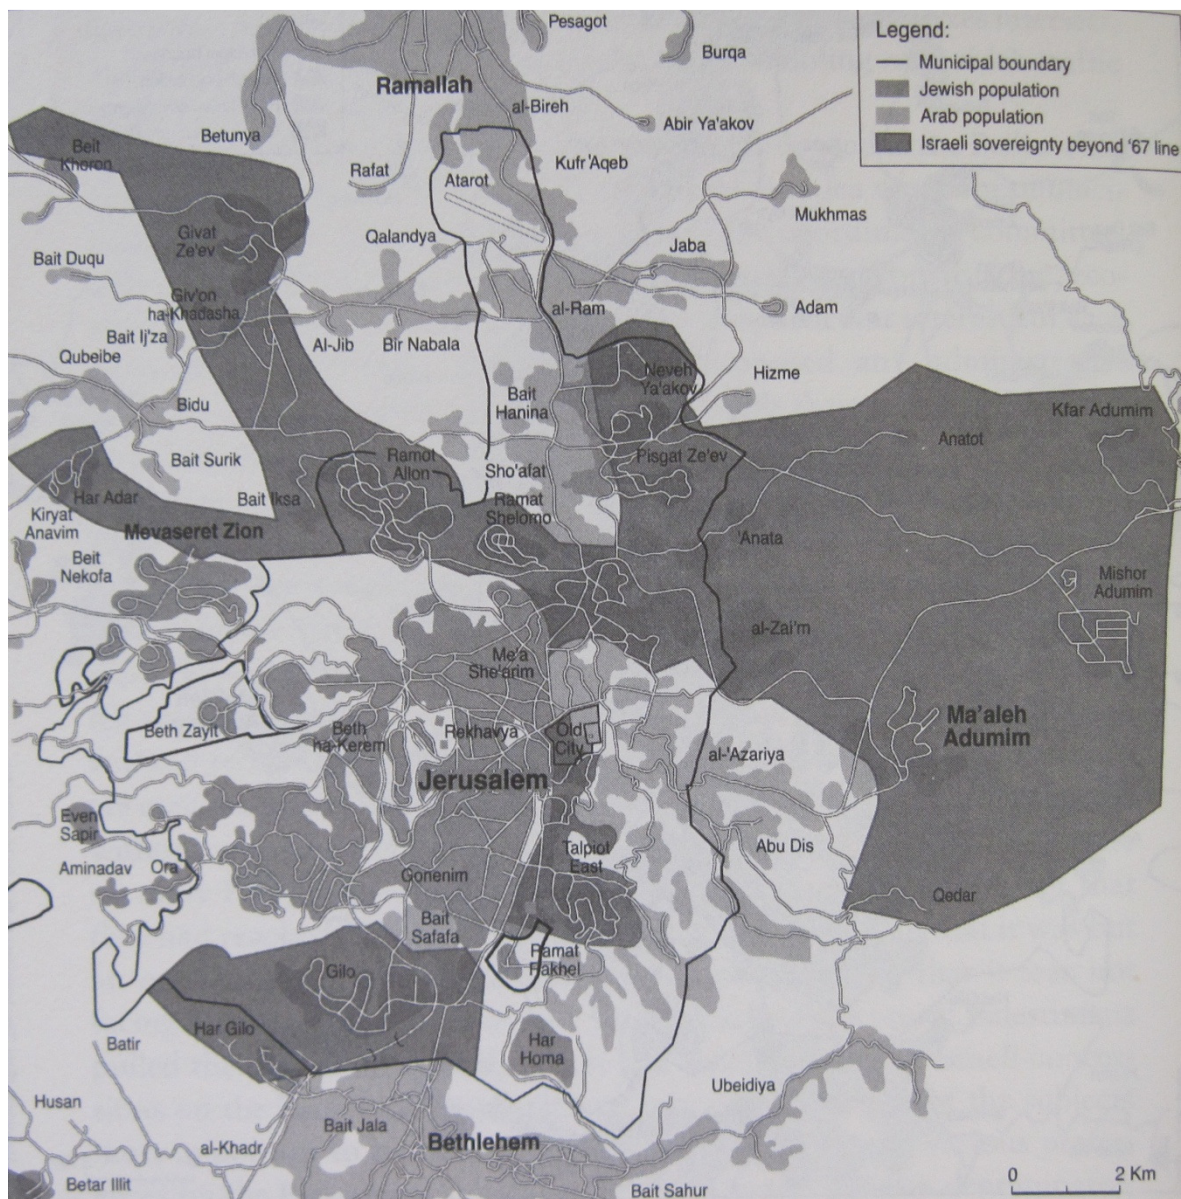 Legend:
Municipal boundary
Jewish population
Arab population
Israeli sovereignty beyond '67 line
Pesagot
Burqa
Ramallah
al-Bireh
Abir Ya'akov
Betunya
Beit
Khoron
Rafat
Kufr 'Aqeb
Atarot
Mukhmas
Givat
Ze'ev
Qalandya
Jaba
Bait Duqu
Giv'on
ha-Khadasha
al-Ram
Adam
Bait Ij'za
Al-Jib
Bir Nabala
Qubeibe
Neveh
Ya'akov
Hizme
Bait
Hanina
Bidu
Kfar Adumim
Anatot
Bait Surik
Ramot
Allon
Pisgat Ze'ev
Sho'afat
Har Adar
Bait Iksa
Ramat
Shelomo
Kiryat
Anavim
Mevaseret Zion
'Anata
Beit
Nekofa
Mishor
Adumim
al-Zai'm
Me'a
She'arim
Beth Zayit
Beth
ha-Kerem
Rekhavya
Old
City
Ma'aleh
Adumim
al-'Azariya
Jerusalem
Even
Sapir
Talpiot
East
Abu Dis
Aminadav
Ora
Gonenim
Qedar
Bait
Safafa
Ramat
Rakhel
Gilo
Har Gilo
Batir
Har
Homa
Ubeidiya
Husan
Bait Jala
al-Khadr
Bethlehem
Betar Illit
Bait Sahur
0 2 Km